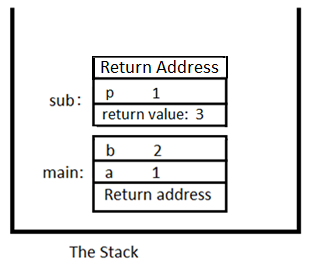 Return Address
sub: p 1
return value: 3
b 2
main: a 1
Return address
The Stack